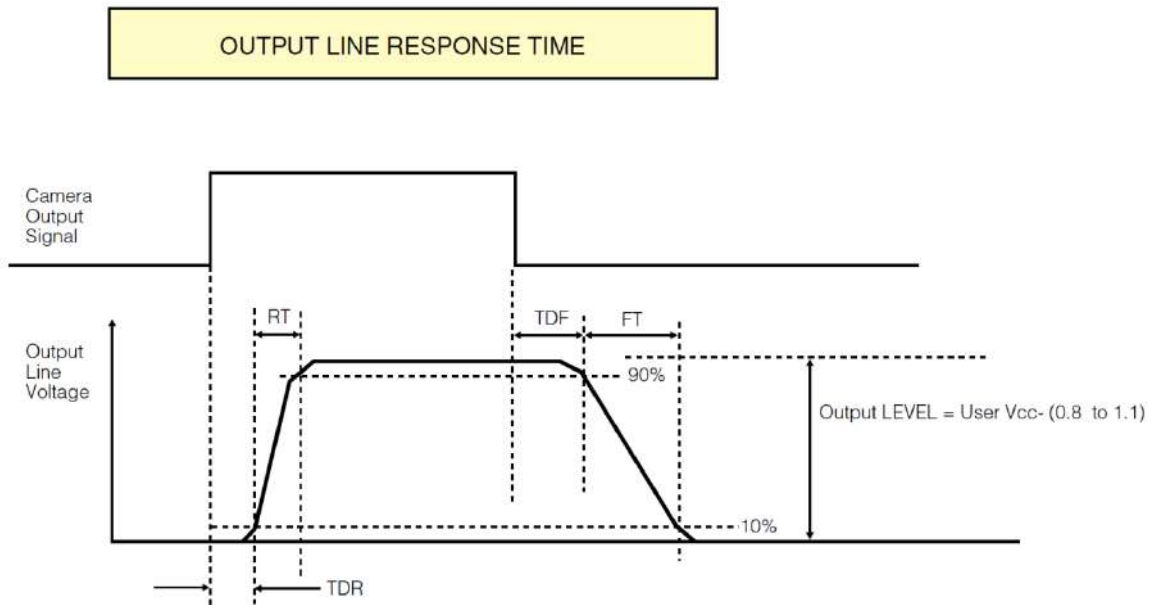 OUTPUT LINE RESPONSE TIME
Camera
Output
Signal
RT
TDF
FT
Output
Line
Voltage
90%
Output LEVEL = User Vcc- (0.8 to 1.1)
10%
TDR